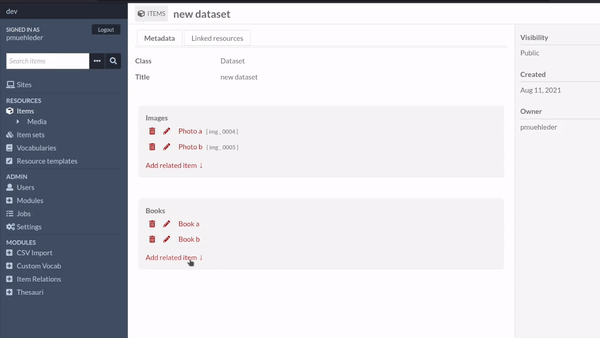 dev
SIGNED IN AS
pmuehleder
Logout
Search items
Sites
RESOURCES
Items
Media
Item sets
Vocabularies
Resource templates
ADMIN
Users
Modules
Jobs
Settings
MODULES
CSV Import
Custom Vocab
Item Relations
Thesauri
ITEMS new dataset
Metadata Linked resources
Class Dataset
Title new dataset
Images
Photo a [ img_0004 ]
Photo b [ img_0005 ]
Add related item ↓
Books
Book a
Book b
Add related item ↓
Visibility
Public
Created
Aug 11, 2021
Owner
pmuehleder